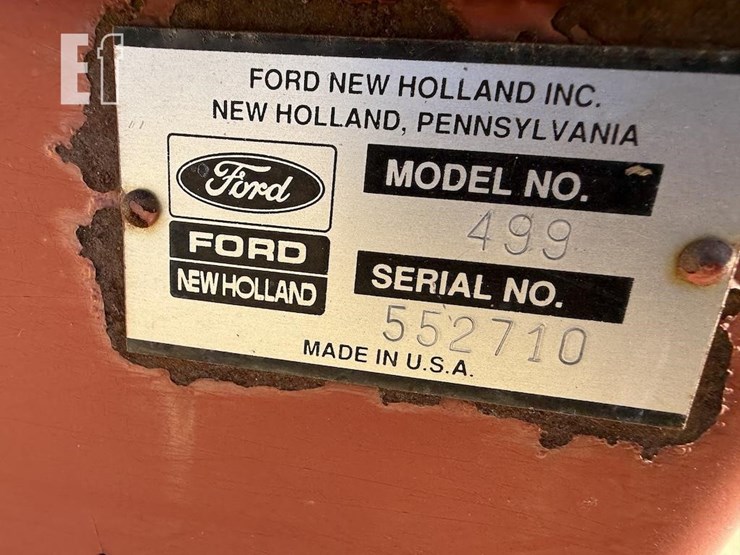 E1
FORD NEW HOLLAND INC.
NEW HOLLAND, PENNSYLVANIA
Ford
FORD
NEW HOLLAND
MODEL NO.
499
SERIAL NO.
552710
MADE IN U.S.A.